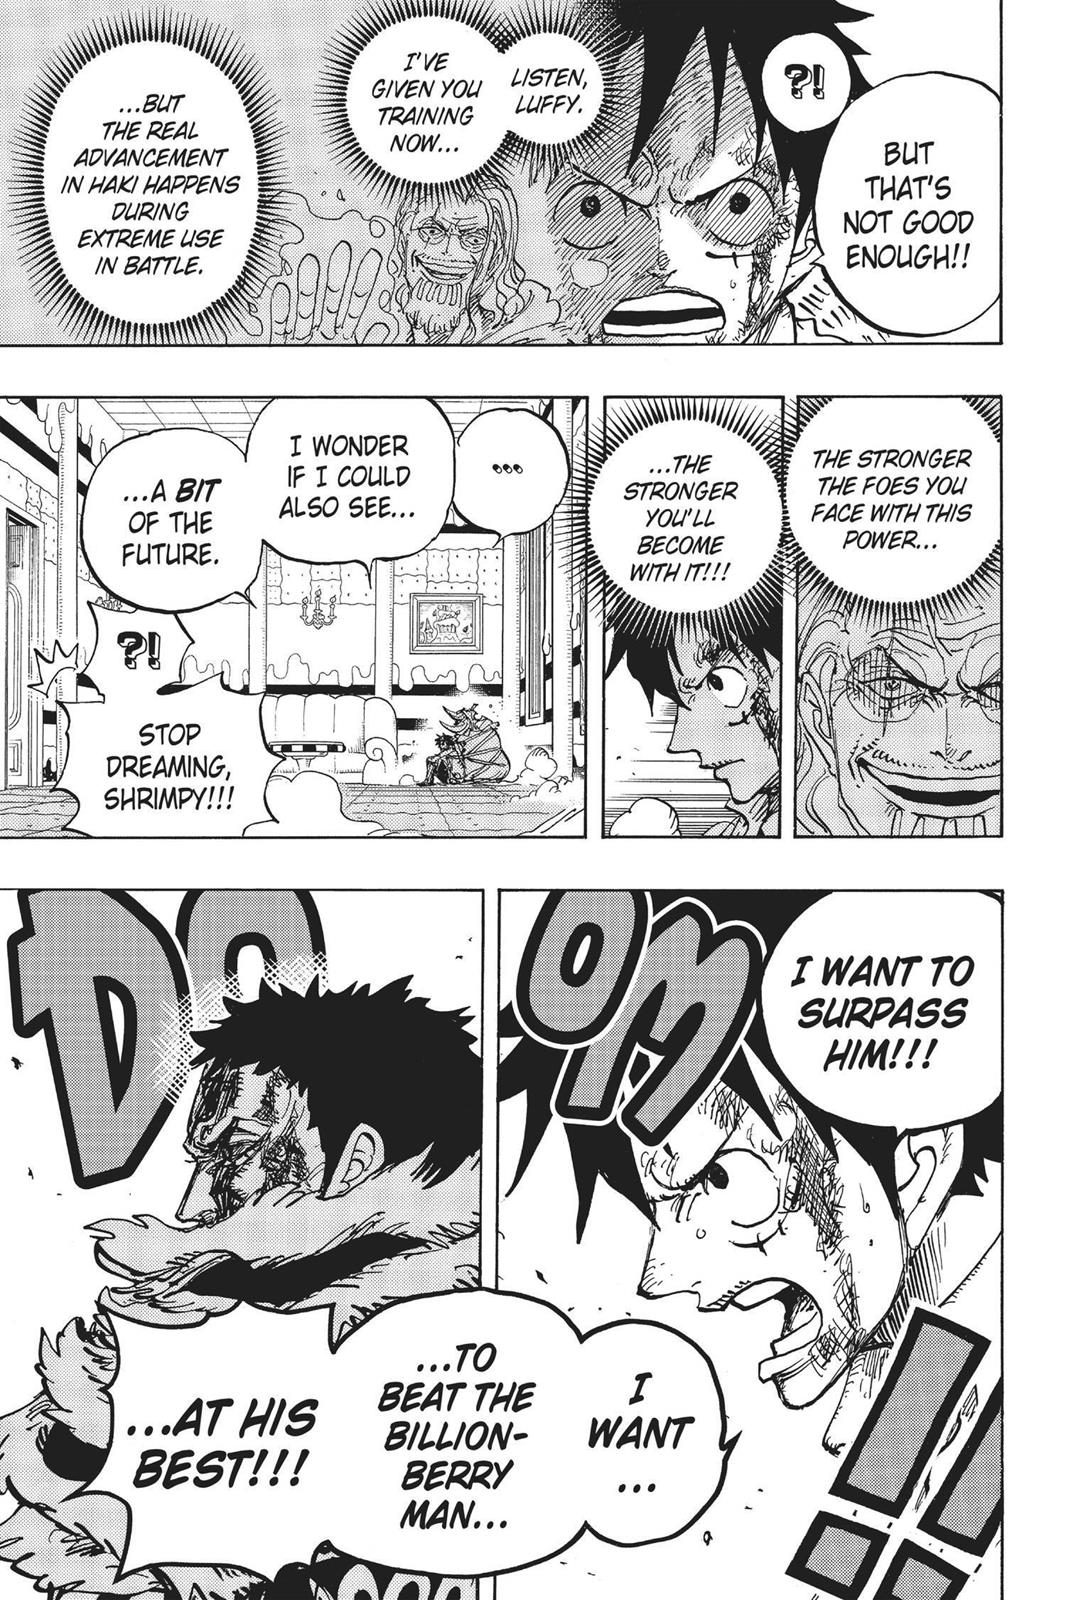 ?!
BUT
THAT'S
NOT GOOD
ENOUGH!!
LISTEN,
LUFFY.
I'VE
GIVEN YOU
TRAINING
NOW...
...BUT
THE REAL
ADVANCEMENT
IN HAKI HAPPENS
DURING
EXTREME USE
IN BATTLE.
THE STRONGER
THE FOES YOU
FACE WITH THIS
POWER...
...THE
STRONGER
YOU'LL
BECOME
WITH IT!!!
...
I WONDER
IF I COULD
ALSO SEE...
...A BIT
OF THE
FUTURE.
?!
STOP
DREAMING,
SHRIMPY!!!
I WANT TO
SURPASS
HIM!!!
DOOM!!
I
WANT
...
...TO
BEAT THE
BILLION-
BERRY
MAN...
...AT HIS
BEST!!!